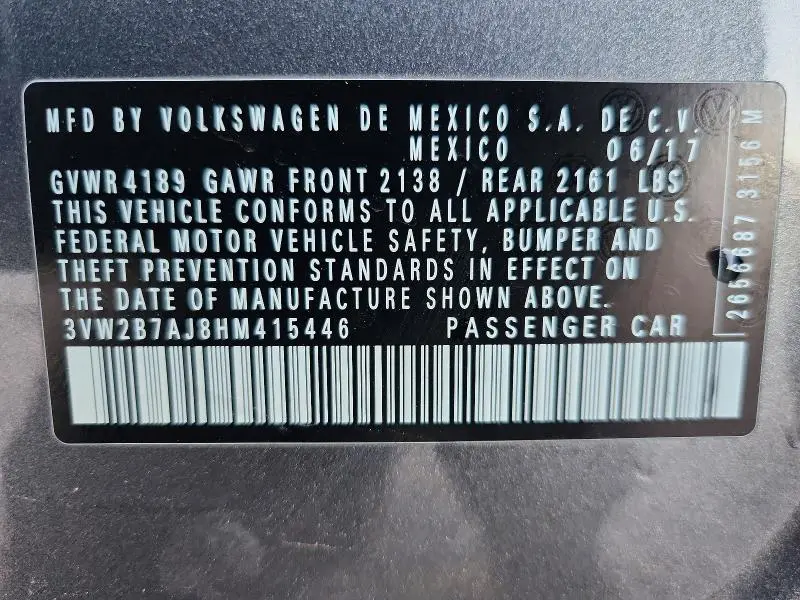 MFD BY VOLKSWAGEN DE MEXICO S.A. DE C.V.
MEXICO 06/17
GVWR 4189 GAWR FRONT 2138 / REAR 2161 LBS
THIS VEHICLE CONFORMS TO ALL APPLICABLE U.S.
FEDERAL MOTOR VEHICLE SAFETY, BUMPER AND
THEFT PREVENTION STANDARDS IN EFFECT ON
THE DATE OF MANUFACTURE SHOWN ABOVE.
3VW2B7AJ8HM415446 PASSENGER CAR
2656687 3156 M